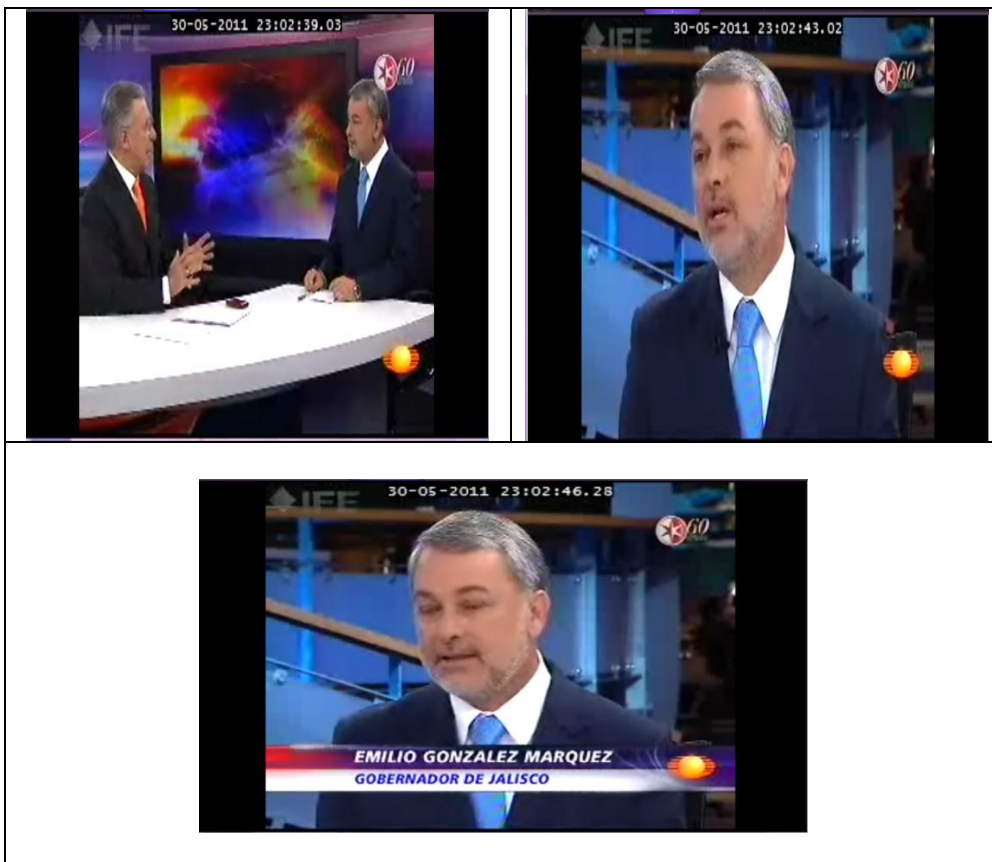 IFE
30-05-2011 23:02:39.03
60
IFE
30-05-2011 23:02:43.02
60
IFE
30-05-2011 23:02:46.28
60
EMILIO GONZALEZ MARQUEZ
GOBERNADOR DE JALISCO